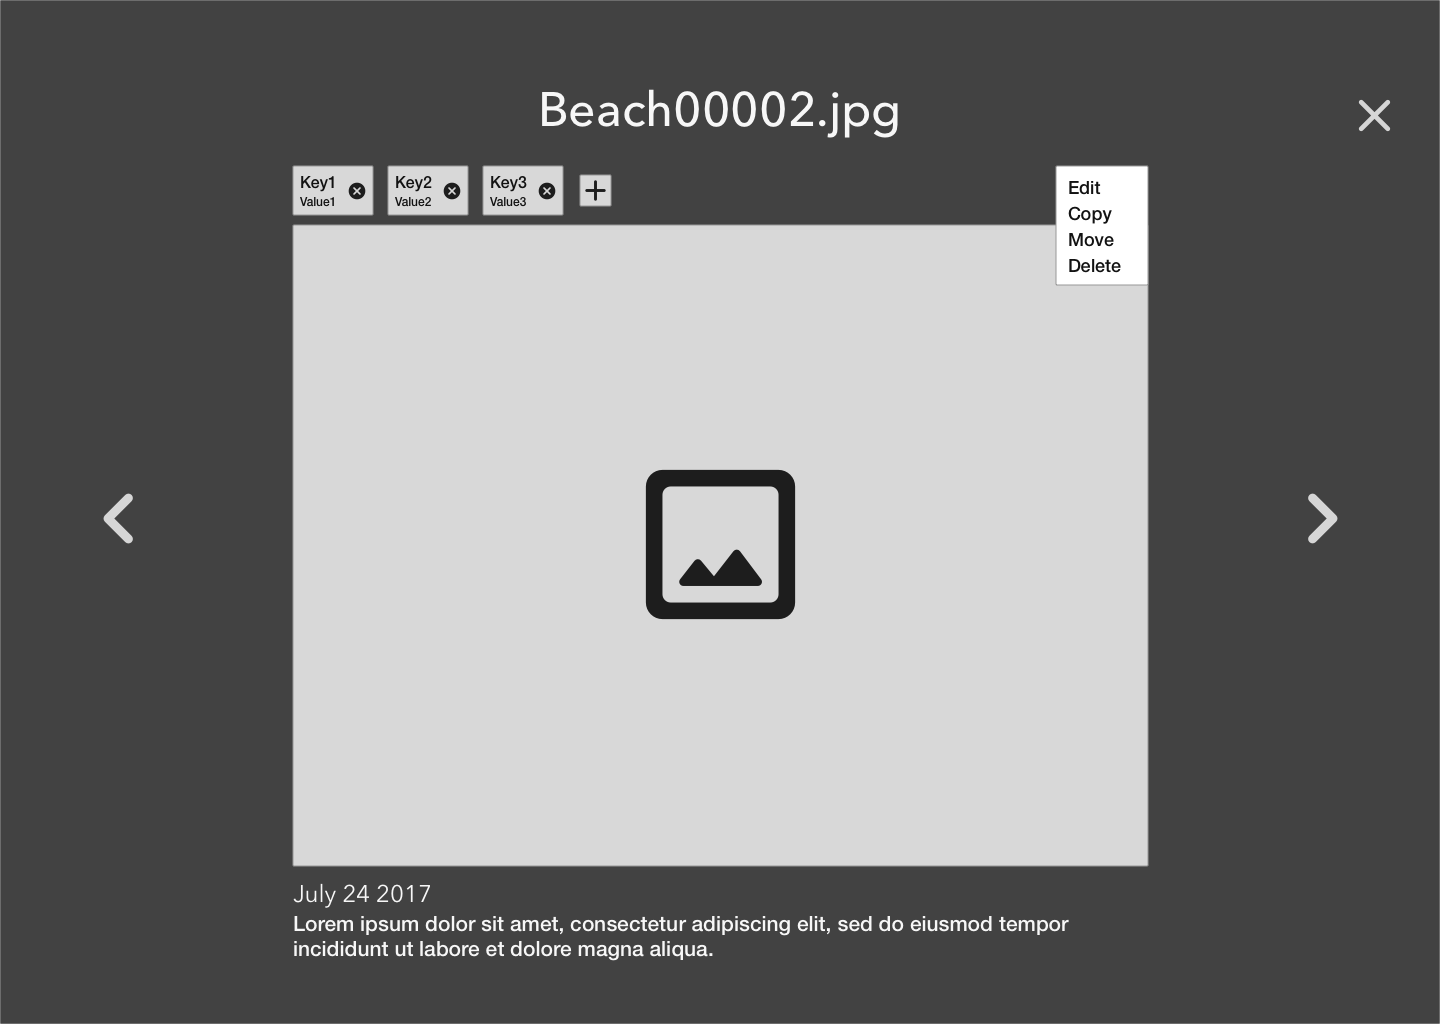 Beach00002.jpg
Key1
Value1
Key2
Value2
Key3
Value3
Edit
Copy
Move
Delete
July 24 2017
Lorem ipsum dolor sit amet, consectetur adipiscing elit, sed do eiusmod tempor
incididunt ut labore et dolore magna aliqua.